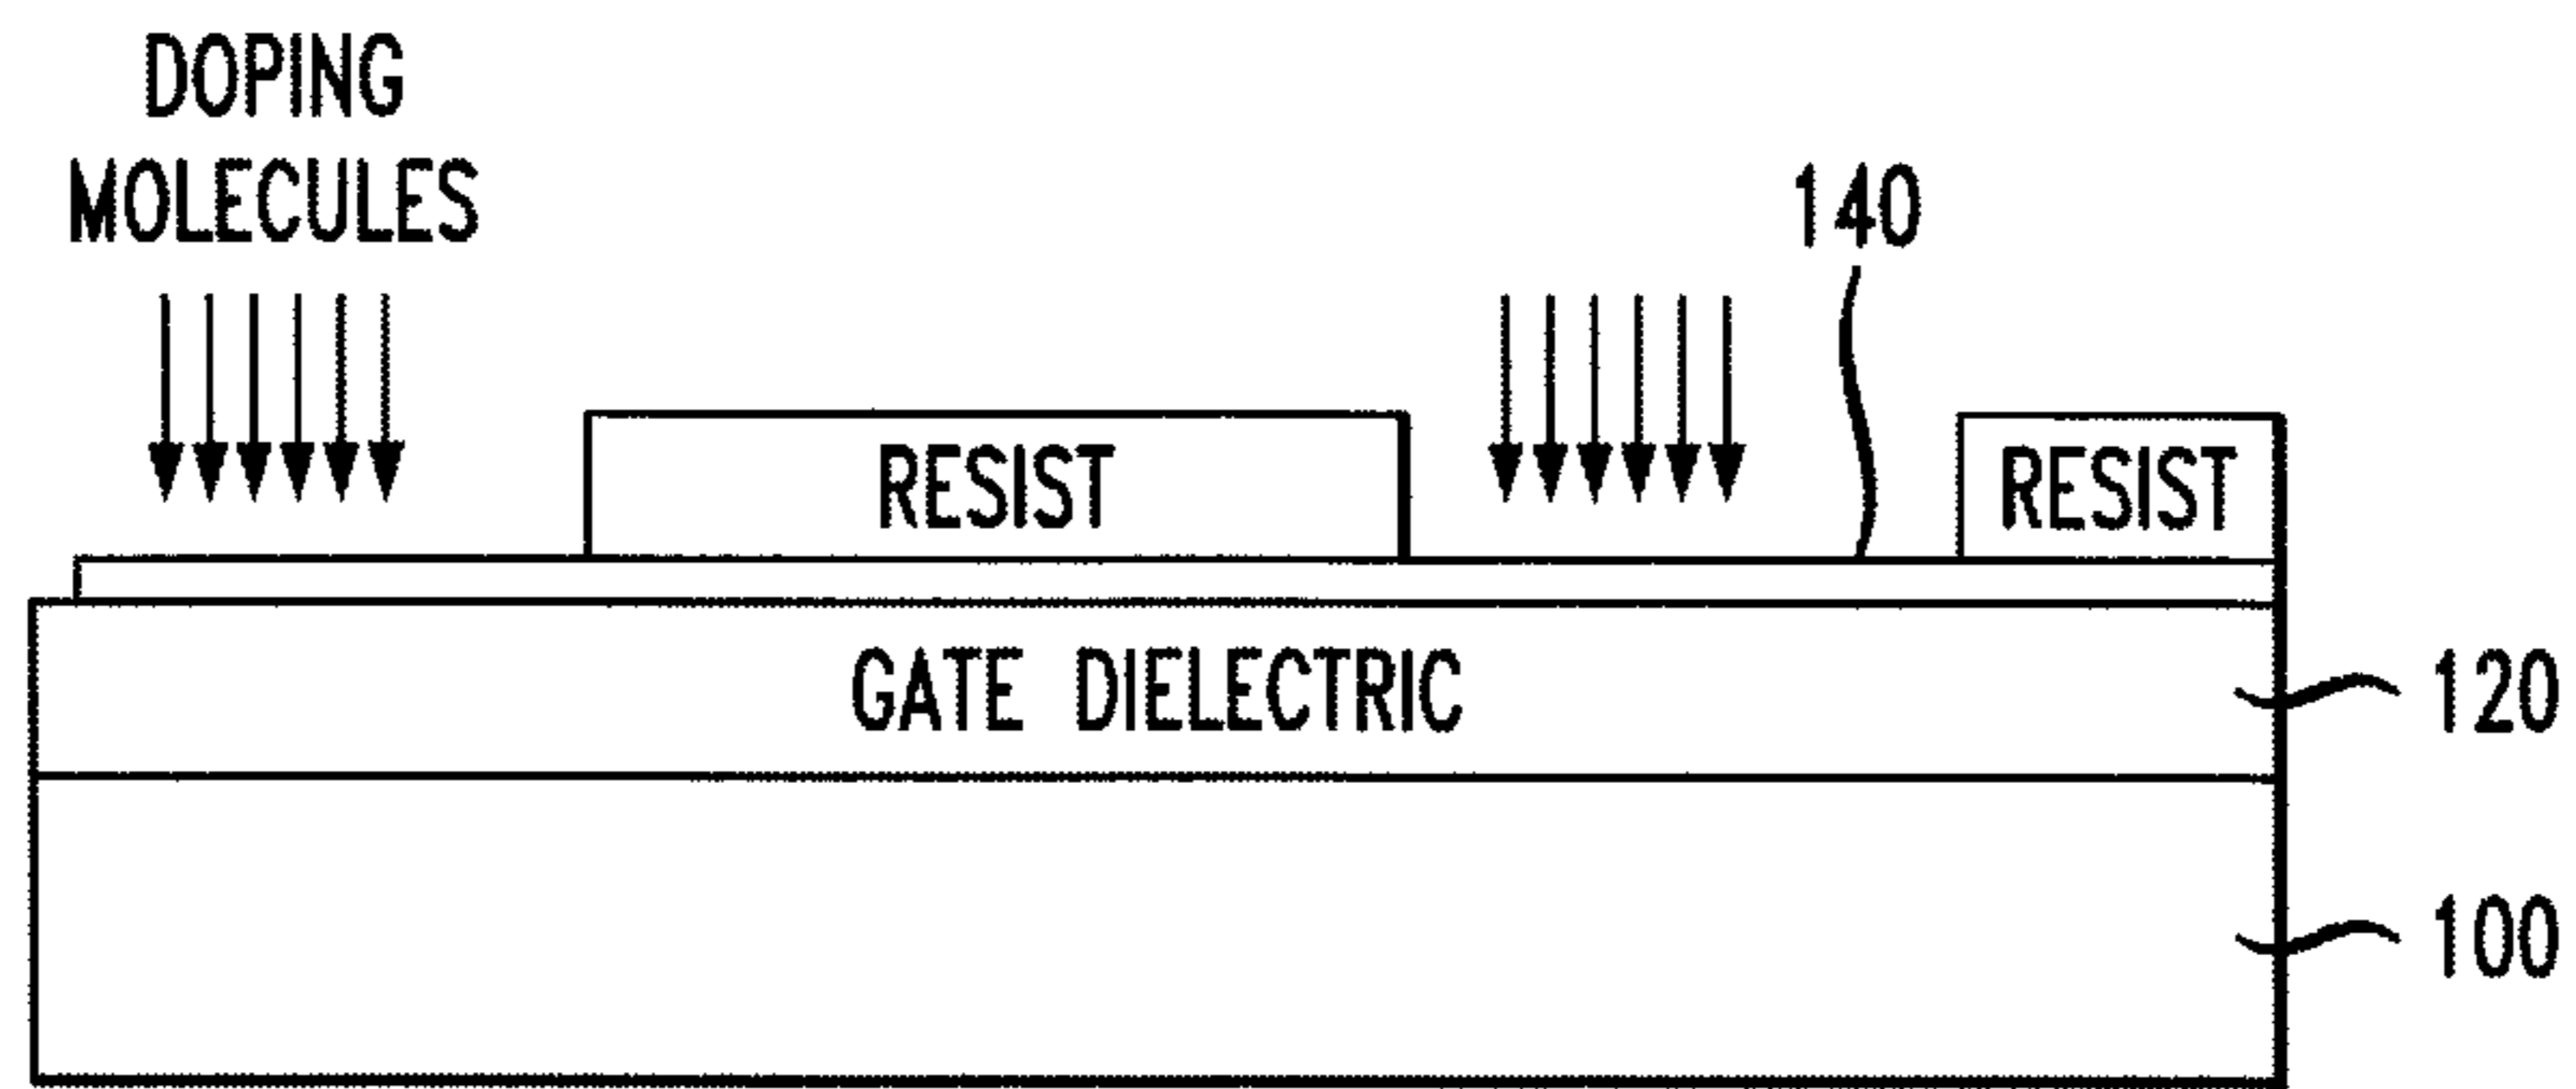 DOPING
MOLECULES
140
RESIST
RESIST
GATE DIELECTRIC
120
100